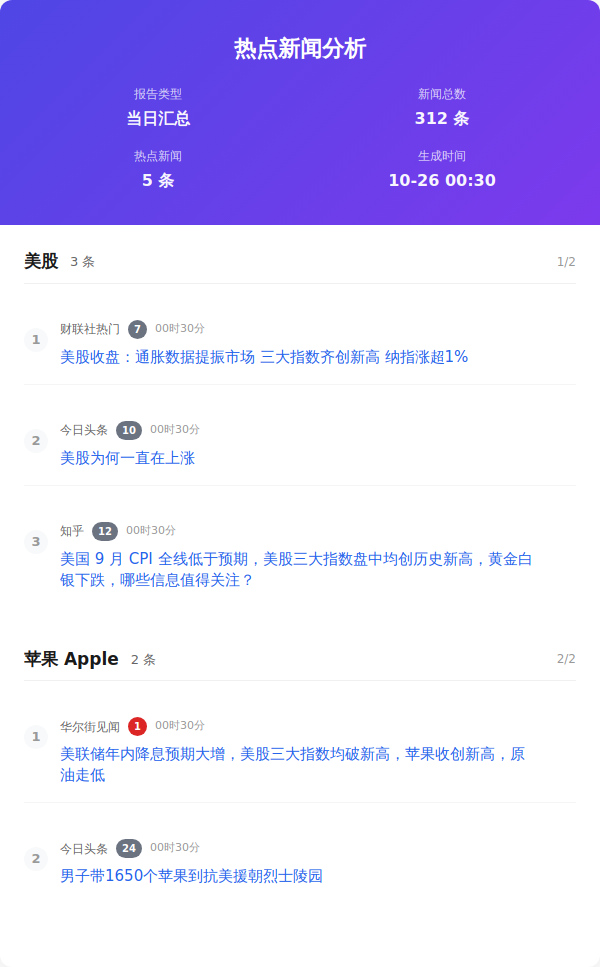 热点新闻分析
报告类型
当日汇总
新闻总数
312 条
热点新闻
5 条
生成时间
10-26 00:30
美股 3 条 1/2
1
财联社热门 7 00时30分
美股收盘：通胀数据提振市场 三大指数齐创新高 纳指涨超1%
2
今日头条 10 00时30分
美股为何一直在上涨
3
知乎 12 00时30分
美国 9 月 CPI 全线低于预期，美股三大指数盘中均创历史新高，黄金白
银下跌，哪些信息值得关注？
苹果 Apple 2 条 2/2
1
华尔街见闻 1 00时30分
美联储年内降息预期大增，美股三大指数均破新高，苹果收创新高，原
油走低
2
今日头条 24 00时30分
男子带1650个苹果到抗美援朝烈士陵园